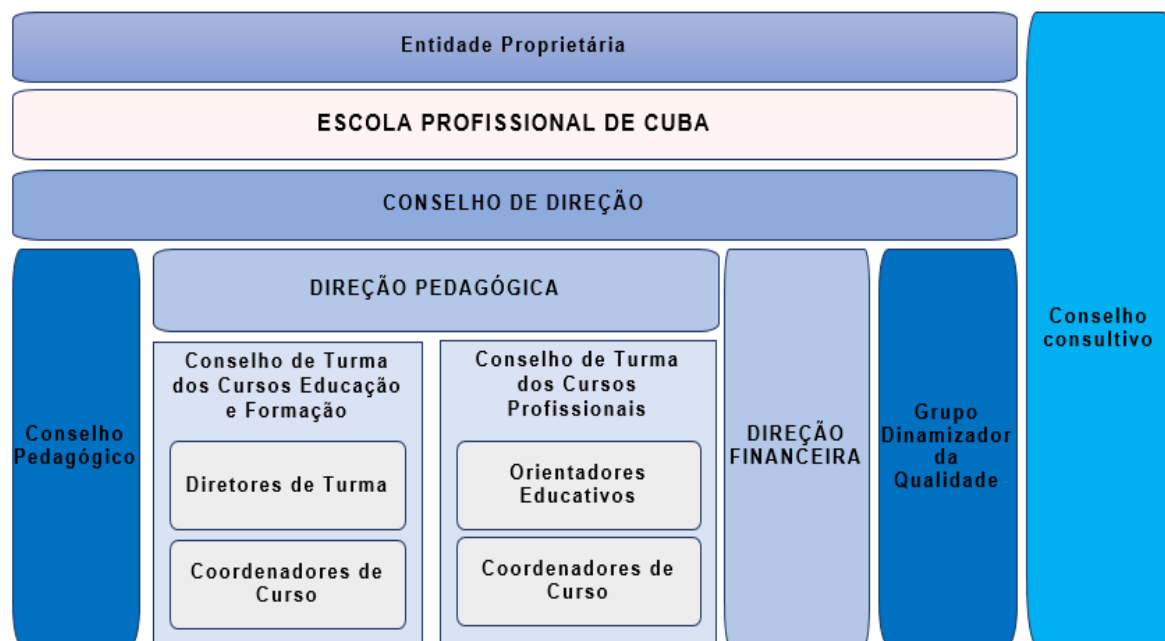 Entidade Proprietária
ESCOLA PROFISSIONAL DE CUBA
CONSELHO DE DIREÇÃO
Conselho
Pedagógico
DIREÇÃO PEDAGÓGICA
Conselho de Turma
dos Cursos Educação
e Formação
Diretores de Turma
Coordenadores de
Curso
Conselho de Turma
dos Cursos
Profissionais
Orientadores
Educativos
Coordenadores de
Curso
DIREÇÃO
FINANCEIRA
Grupo
Dinamizador
da
Qualidade
Conselho
consultivo